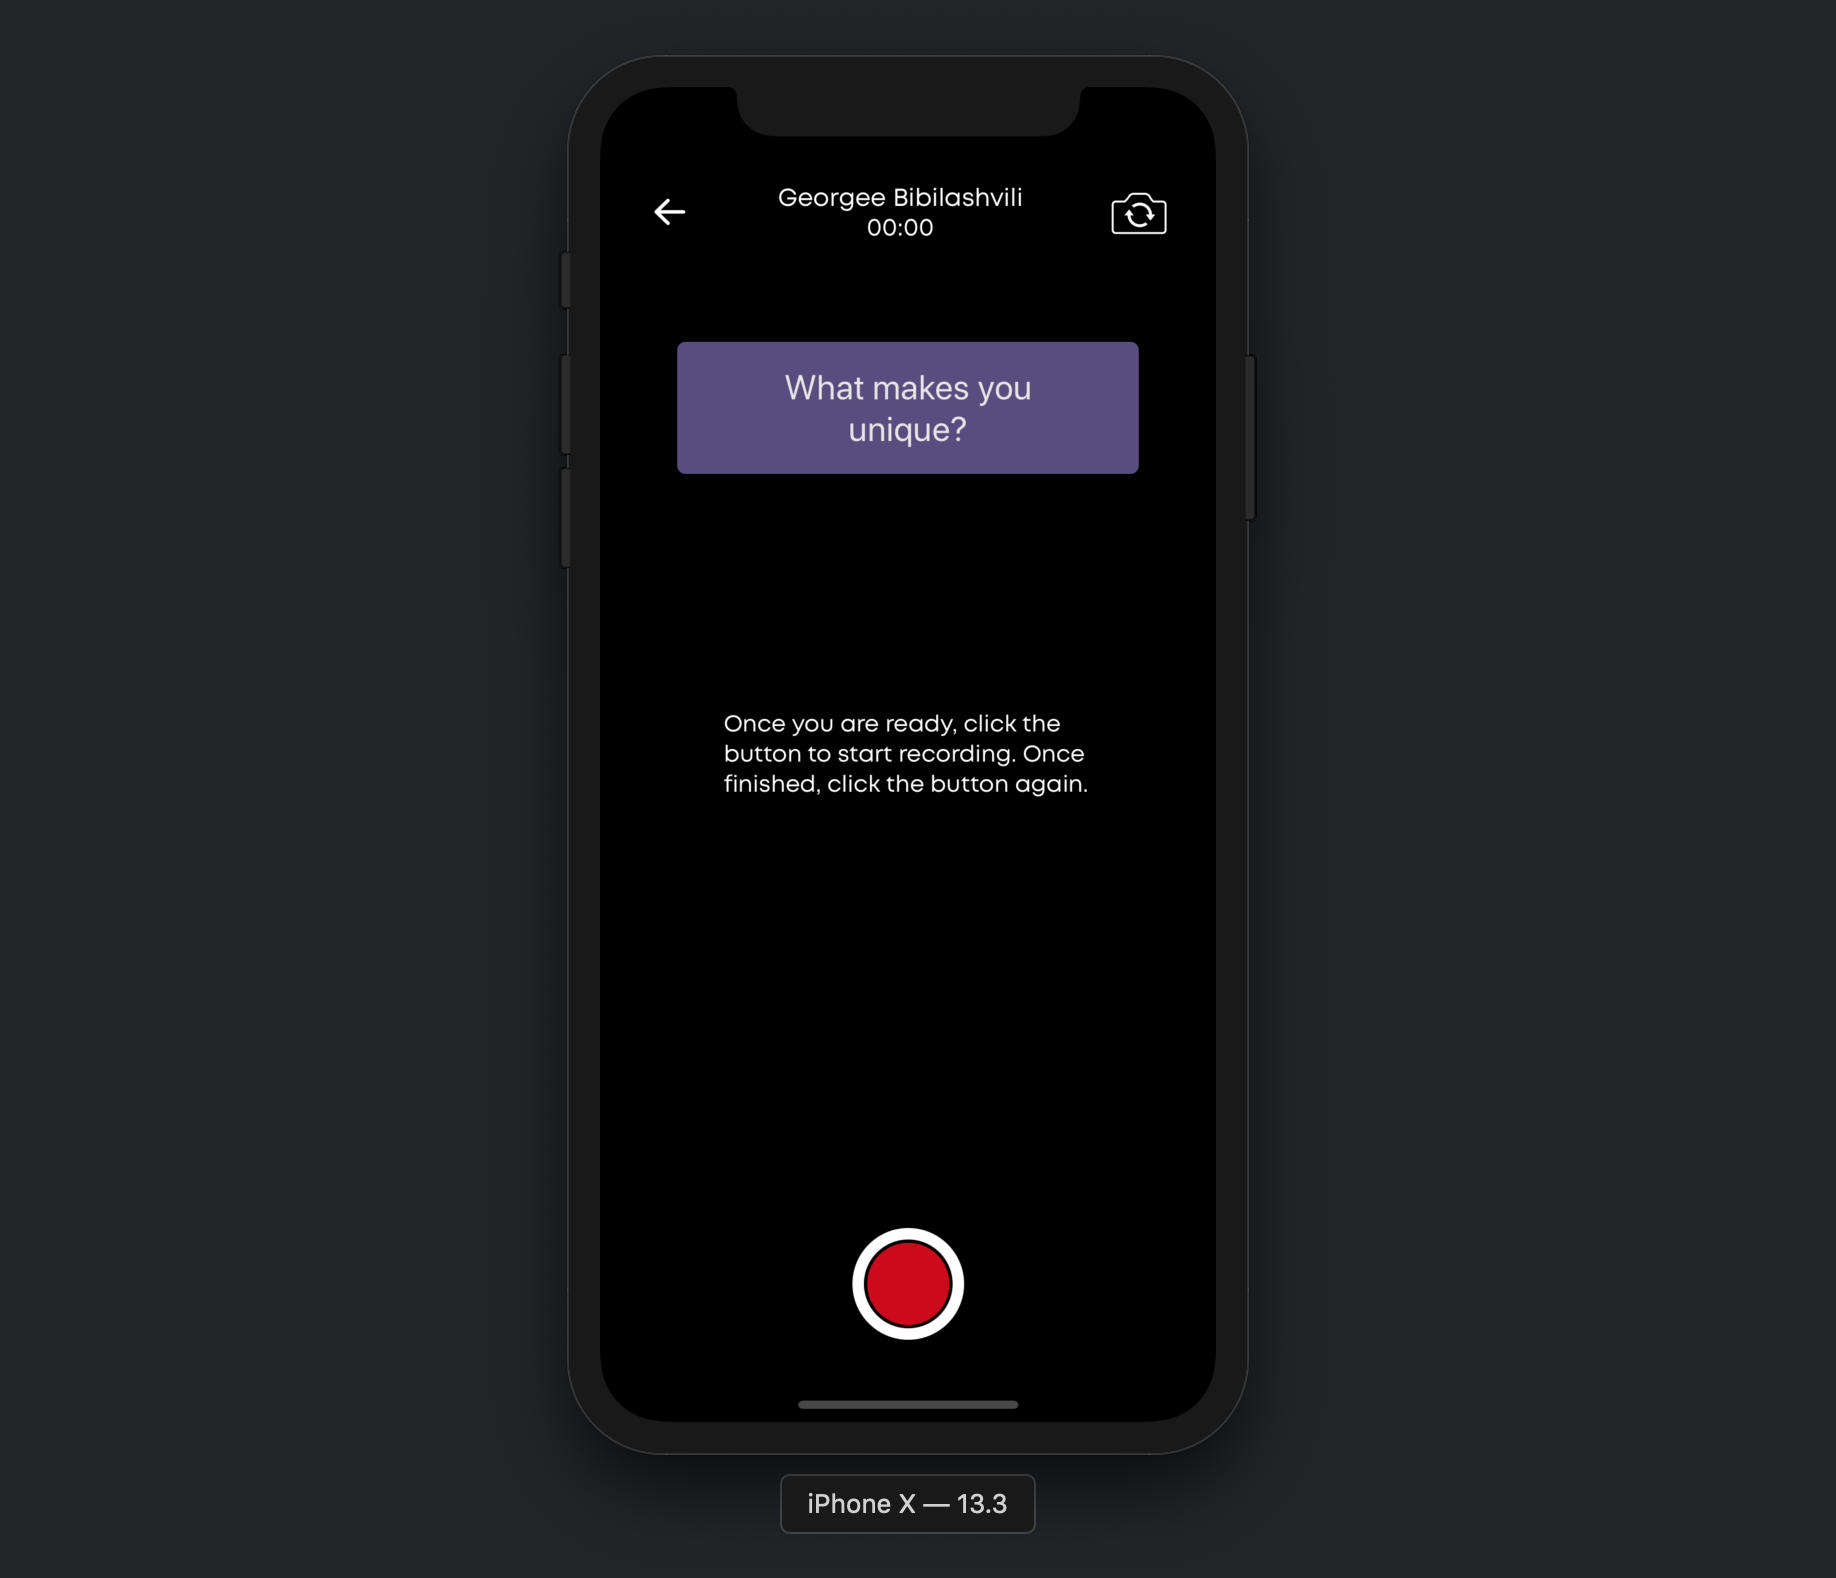 Georgee Bibilashvili
00:00
What makes you
unique?
Once you are ready, click the
button to start recording. Once
finished, click the button again.
iPhone X — 13.3